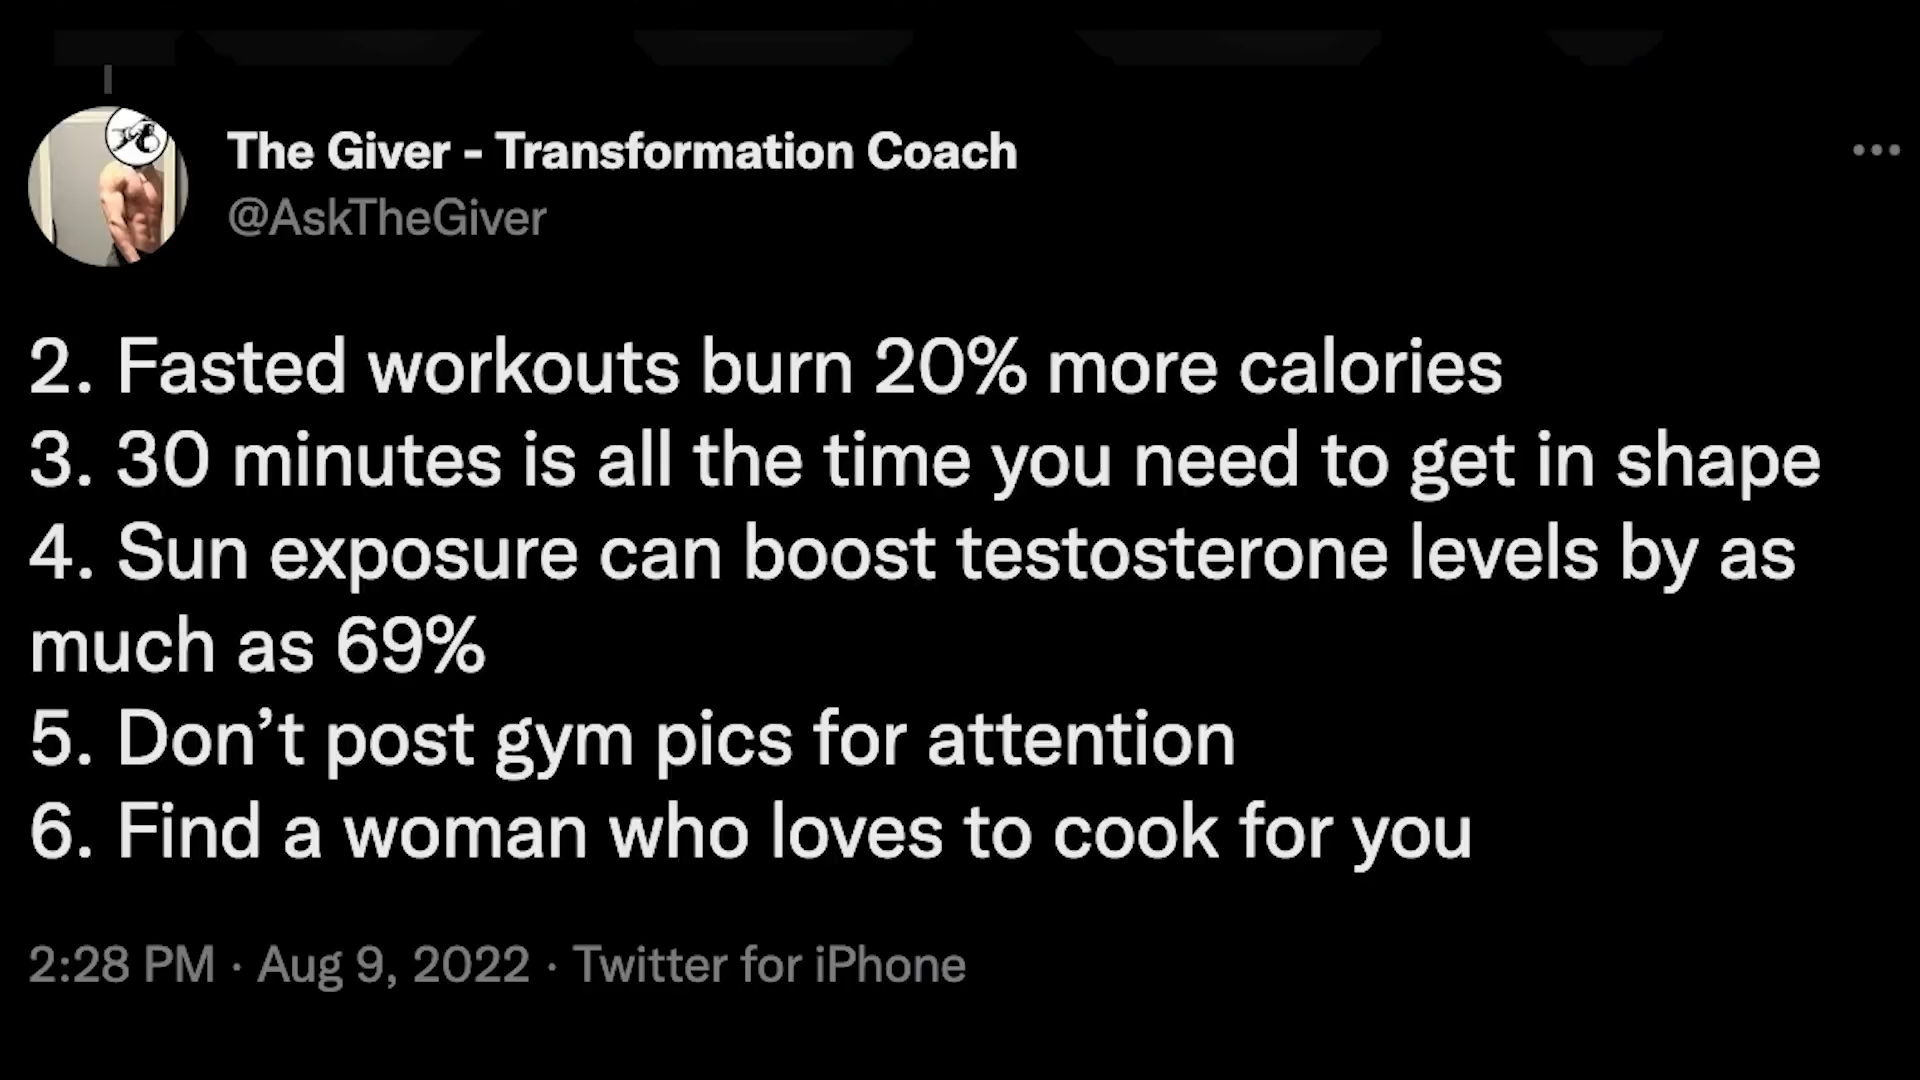 The Giver - Transformation Coach
@AskTheGiver
2. Fasted workouts burn 20% more calories
3. 30 minutes is all the time you need to get in shape
4. Sun exposure can boost testosterone levels by as
much as 69%
5. Don’t post gym pics for attention
6. Find a woman who loves to cook for you
2:28 PM · Aug 9, 2022 · Twitter for iPhone